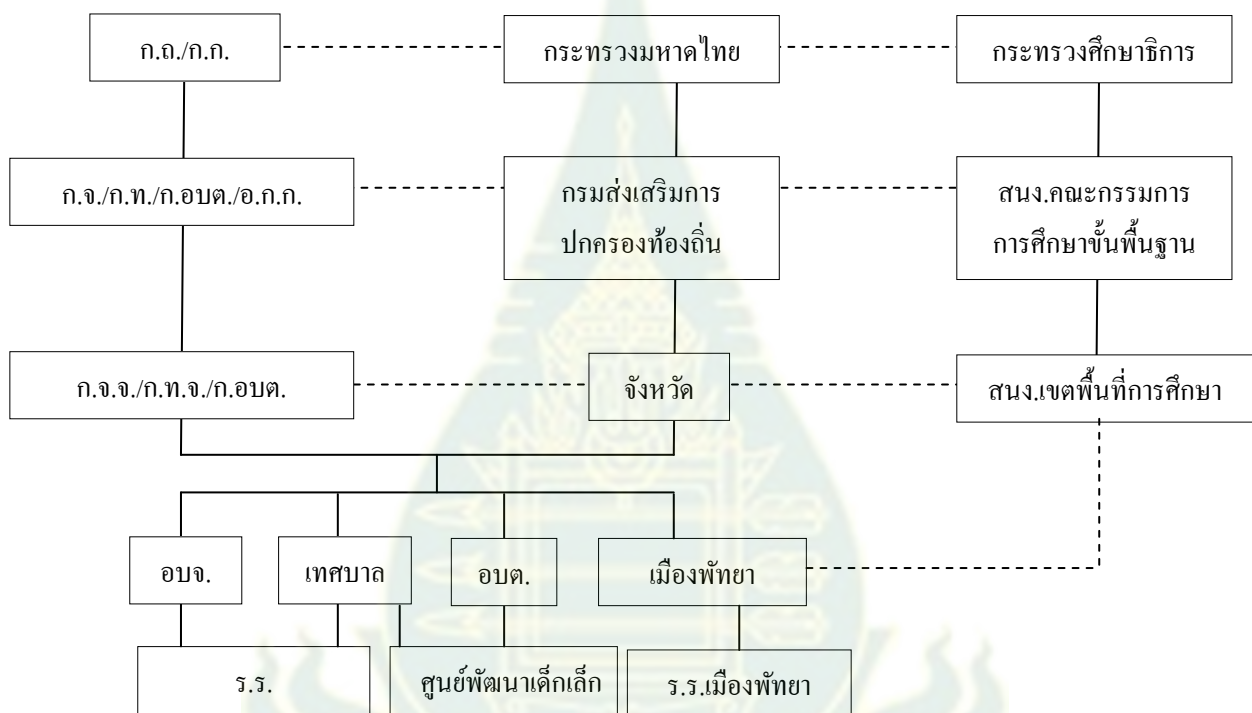 ก.ถ./ก.ก.
กระทรวงมหาดไทย
กระทรวงศึกษาธิการ
ก.จ./ก.ท./ก.อบต./อ.ก.ก.
กรมส่งเสริมการ
ปกครองท้องถิ่น
สนง.คณะกรรมการ
การศึกษาขั้นพื้นฐาน
ก.จ.จ./ก.ท.จ./ก.อบต.
จังหวัด
สนง.เขตพื้นที่การศึกษา
อบจ.
เทศบาล
อบต.
เมืองพัทยา
ร.ร.
ศูนย์พัฒนาเด็กเล็ก
ร.ร.เมืองพัทยา